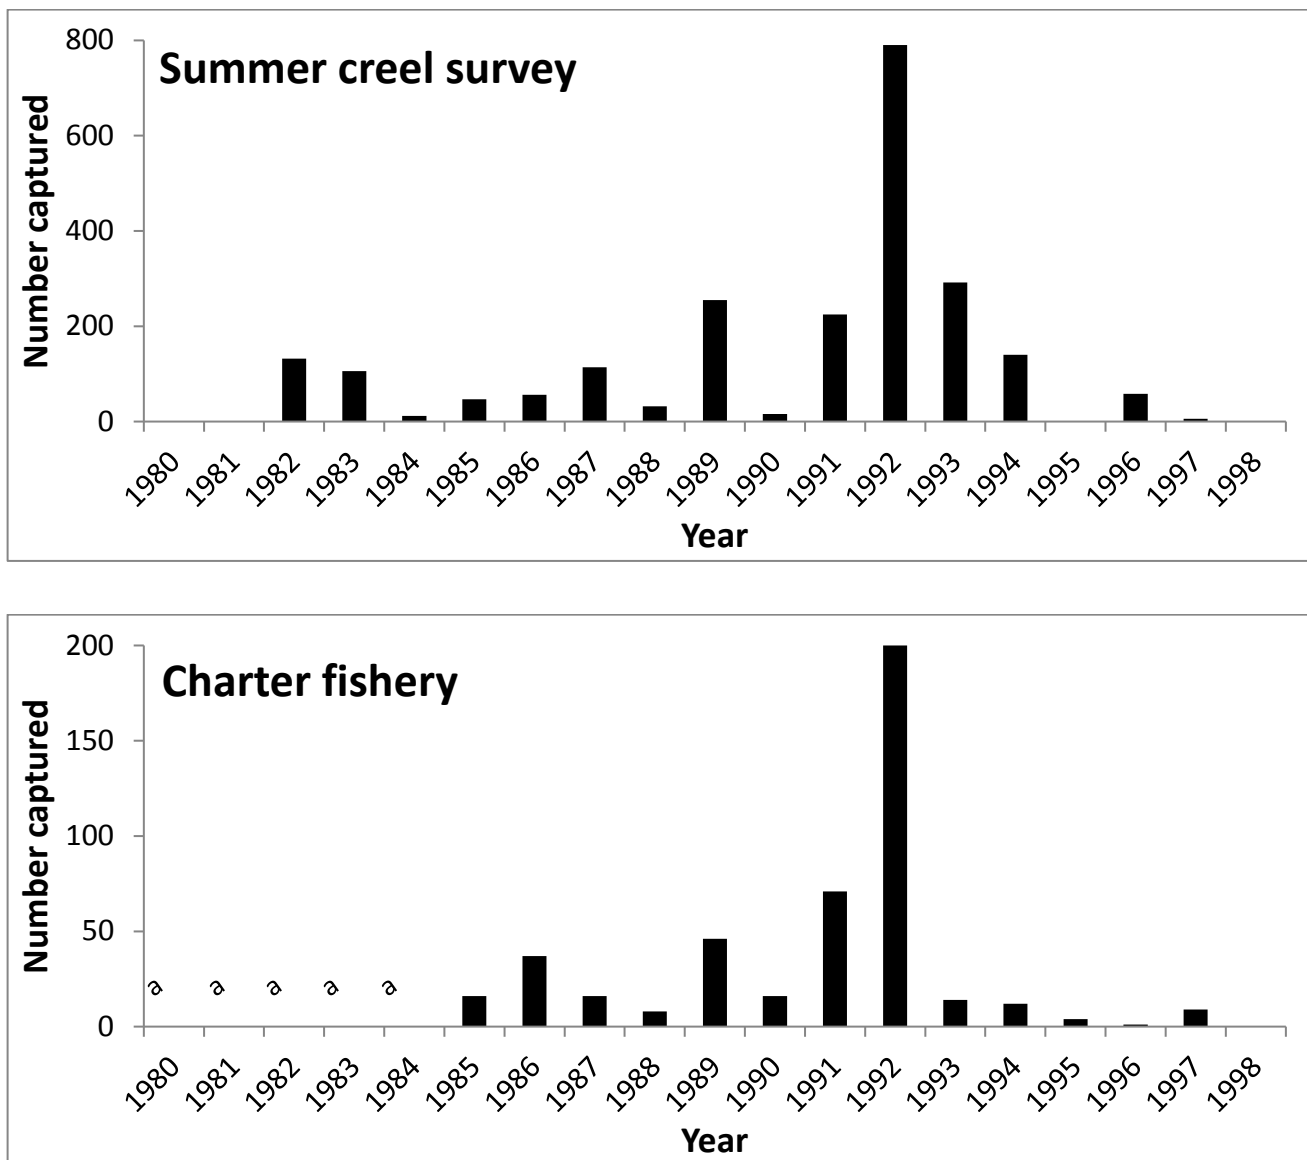 Summer creel survey
Number captured
800
600
400
200
0
1980 1981 1982 1983 1984 1985 1986 1987 1988 1989 1990 1991 1992 1993 1994 1995 1996 1997 1998
Year
Charter fishery
Number captured
200
150
100
50
0
a a a a a
1980 1981 1982 1983 1984 1985 1986 1987 1988 1989 1990 1991 1992 1993 1994 1995 1996 1997 1998
Year